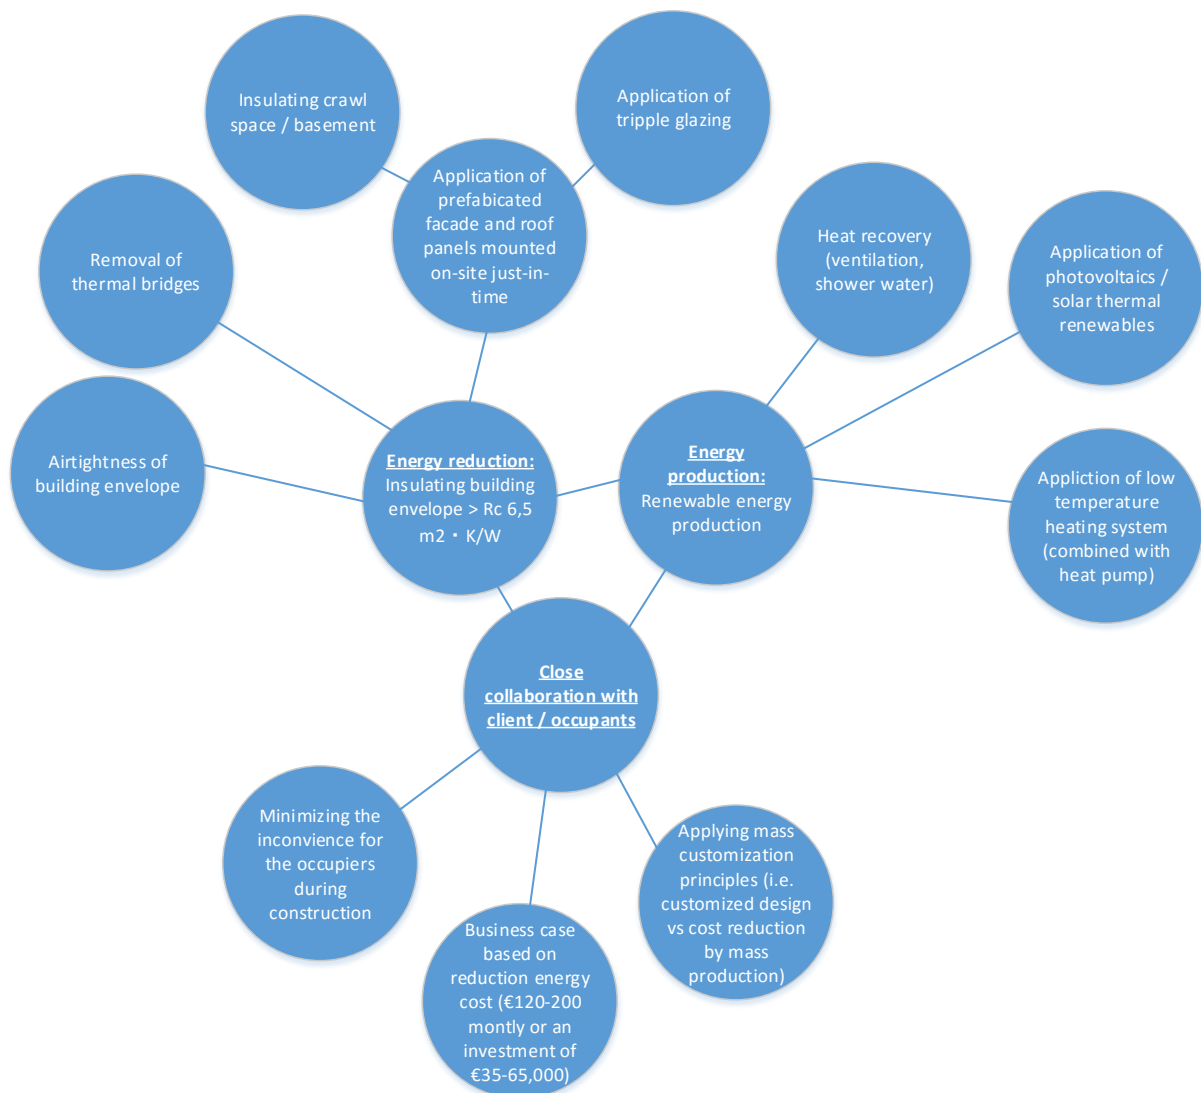 Insulating crawl
space / basement
Application of
tripple glazing
Application of
prefabicated
facade and roof
panels mounted
on-site just-in-
time
Heat recovery
(ventilation,
shower water)
Application of
photovoltaics /
solar thermal
renewables
Removal of
thermal bridges
Airtightness of
building envelope
Energy reduction:
Insulating building
envelope > Rc 6,5
m2 · K/W
Energy
production:
Renewable energy
production
Appliction of low
temperature
heating system
(combined with
heat pump)
Close
collaboration with
client / occupants
Minimizing the
inconvience for
the occupiers
during
construction
Business case
based on
reduction energy
cost (€120-200
montly or an
investment of
€35-65,000)
Applying mass
customization
principles (i.e.
customized design
vs cost reduction
by mass
production)